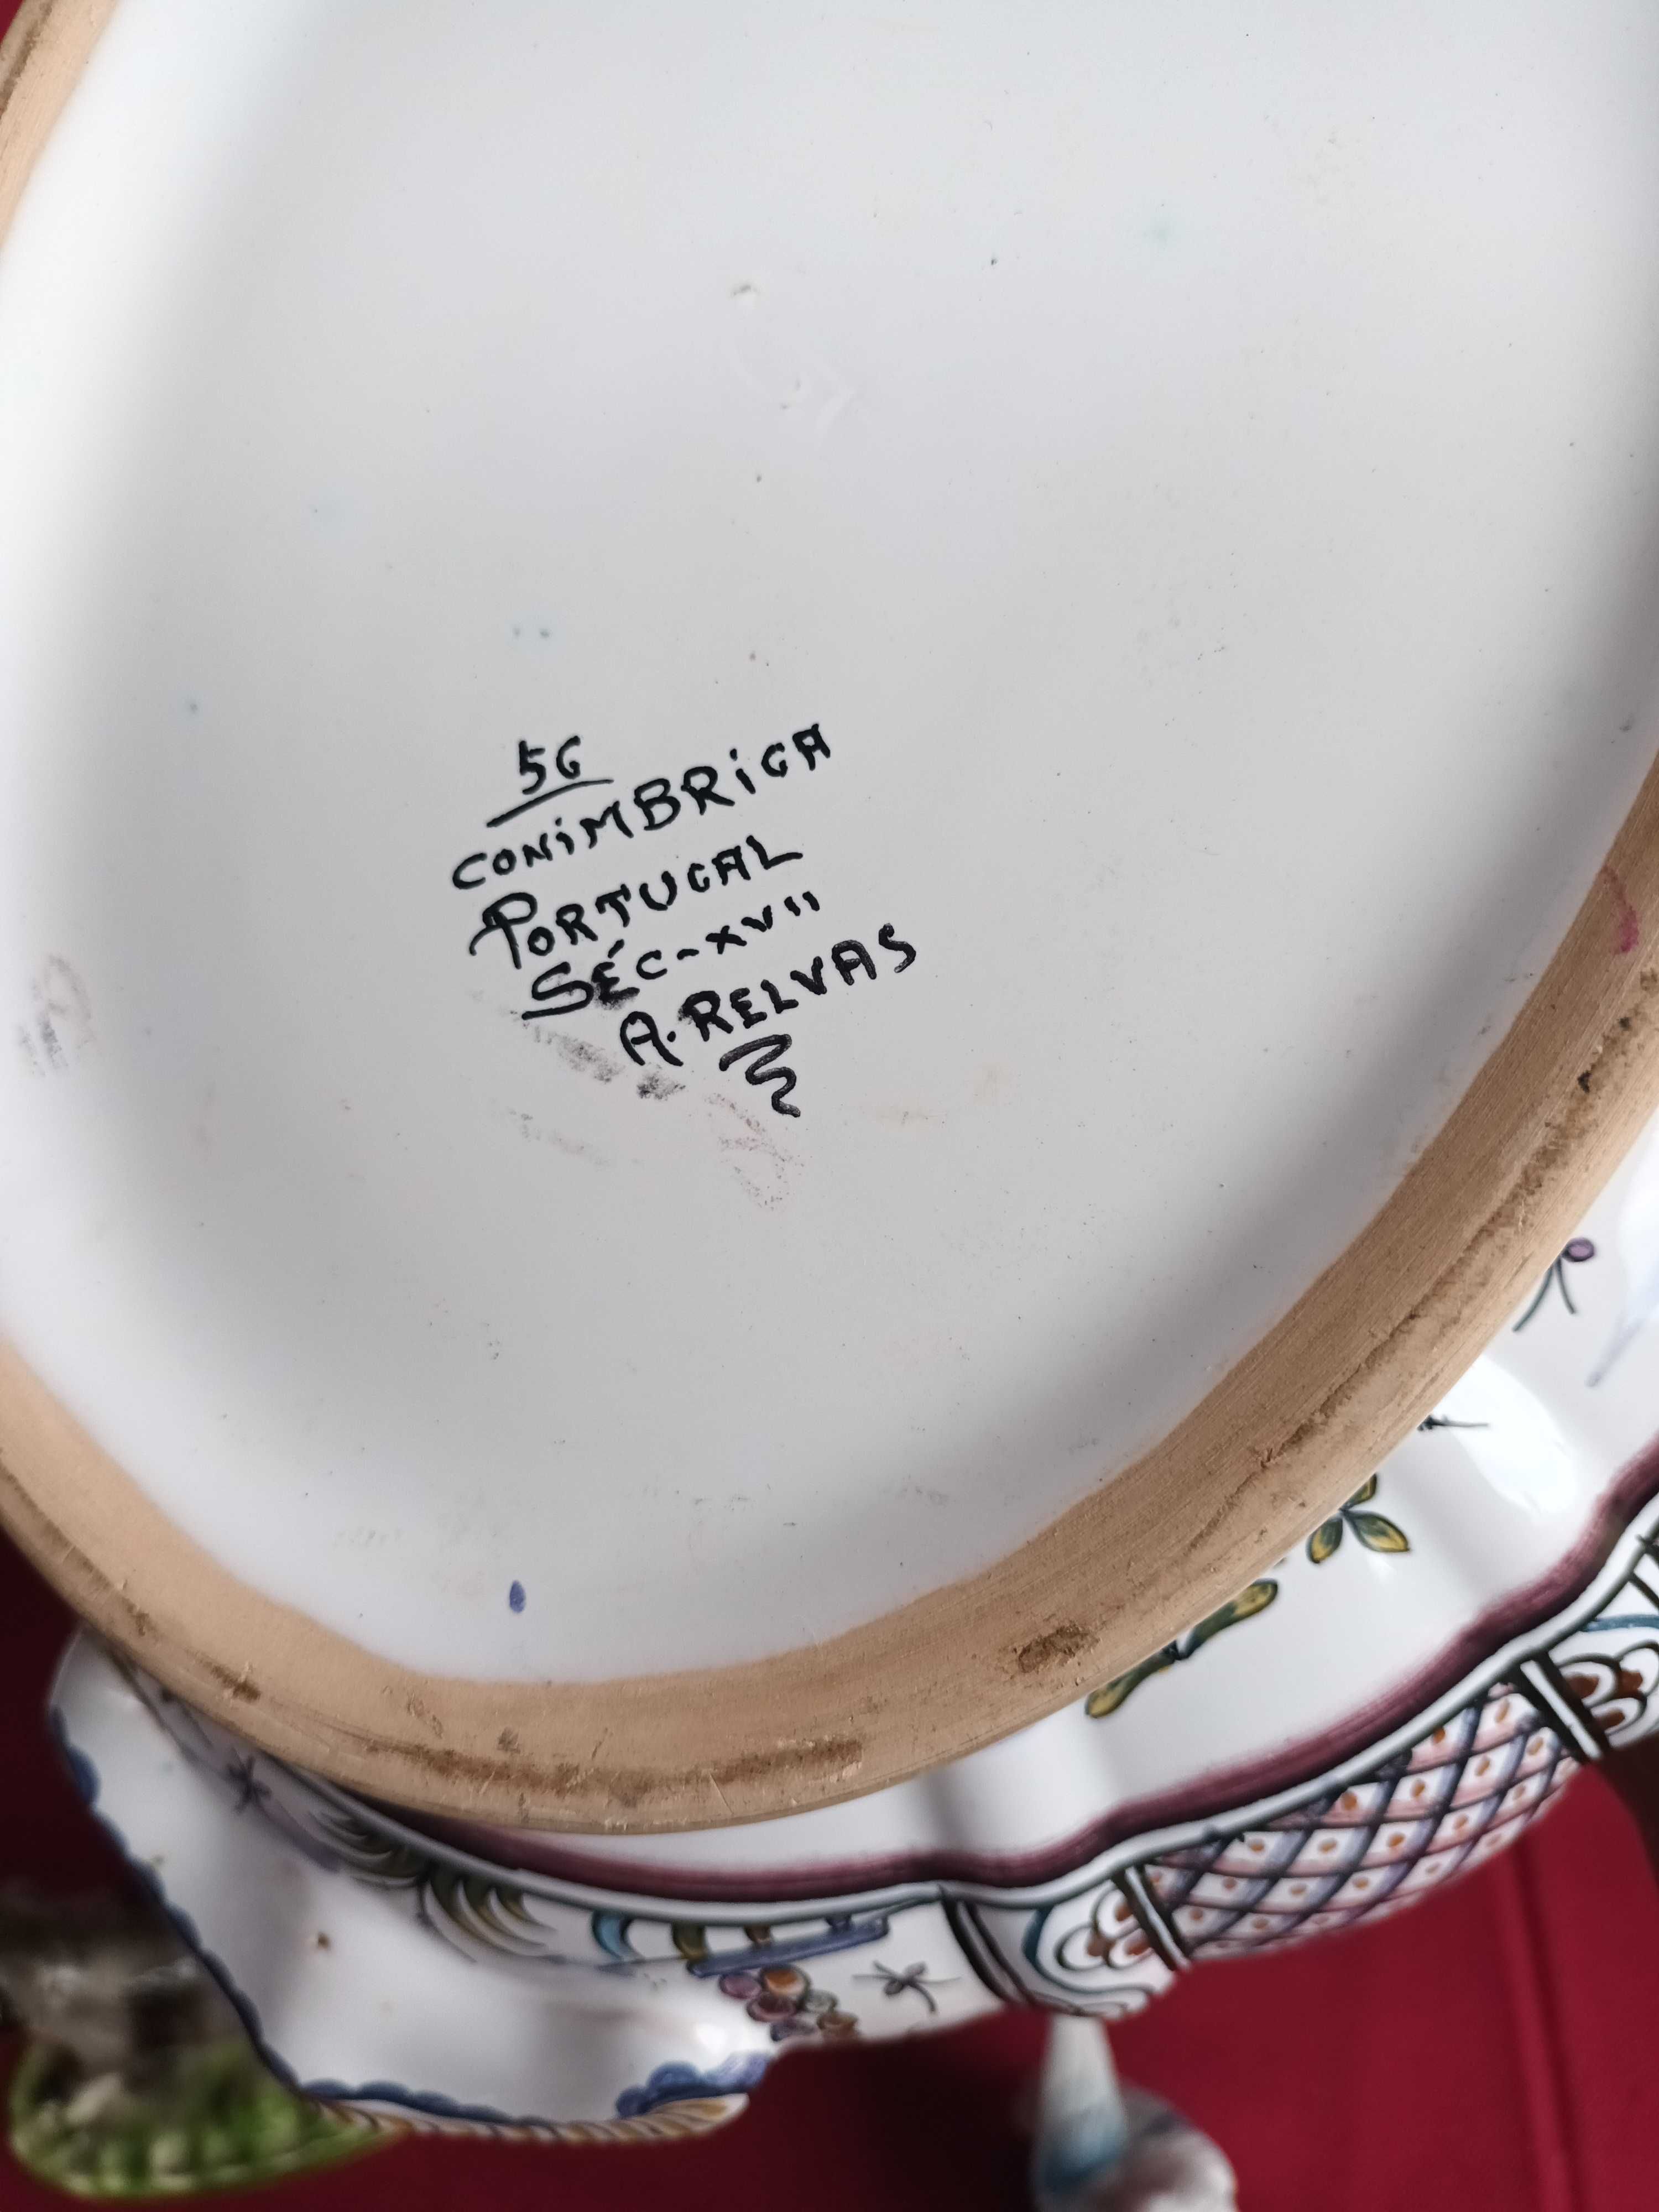 56
CONiMBRiGA
PORTUGAL
SÉC-XVII
A. RELVAS